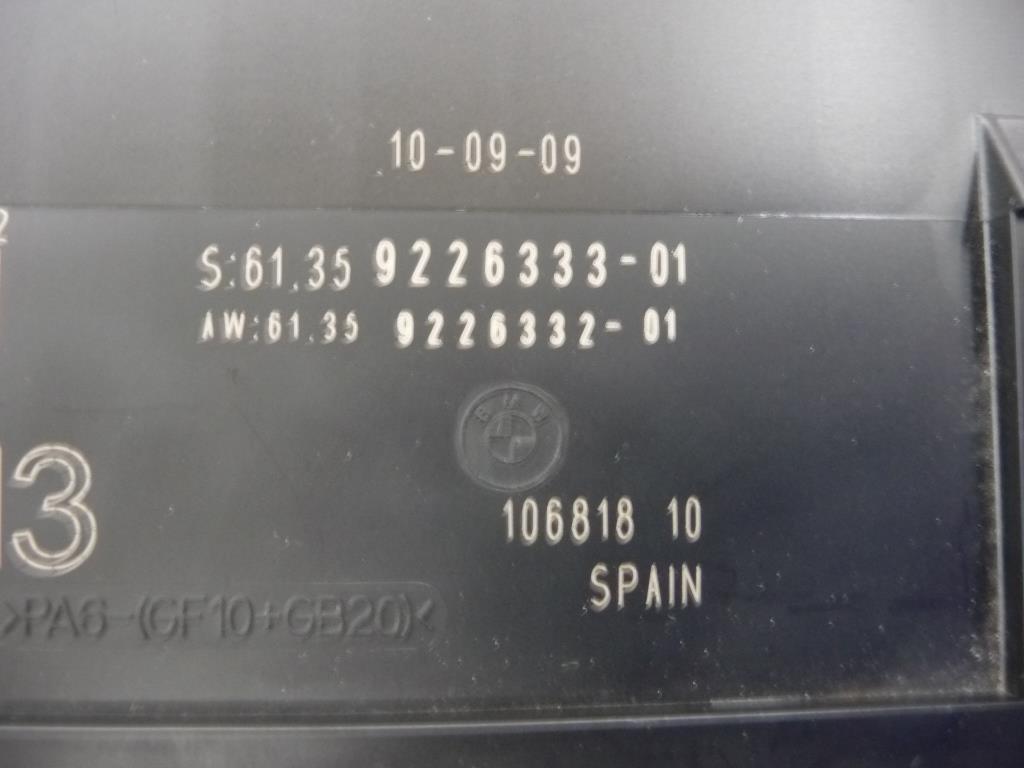 10-09-09
2
S:61.35 9226333-01
AW:61.35 9226332-01
BMW
3
106818 10
SPAIN
>PA6-(GF10+GB20)<